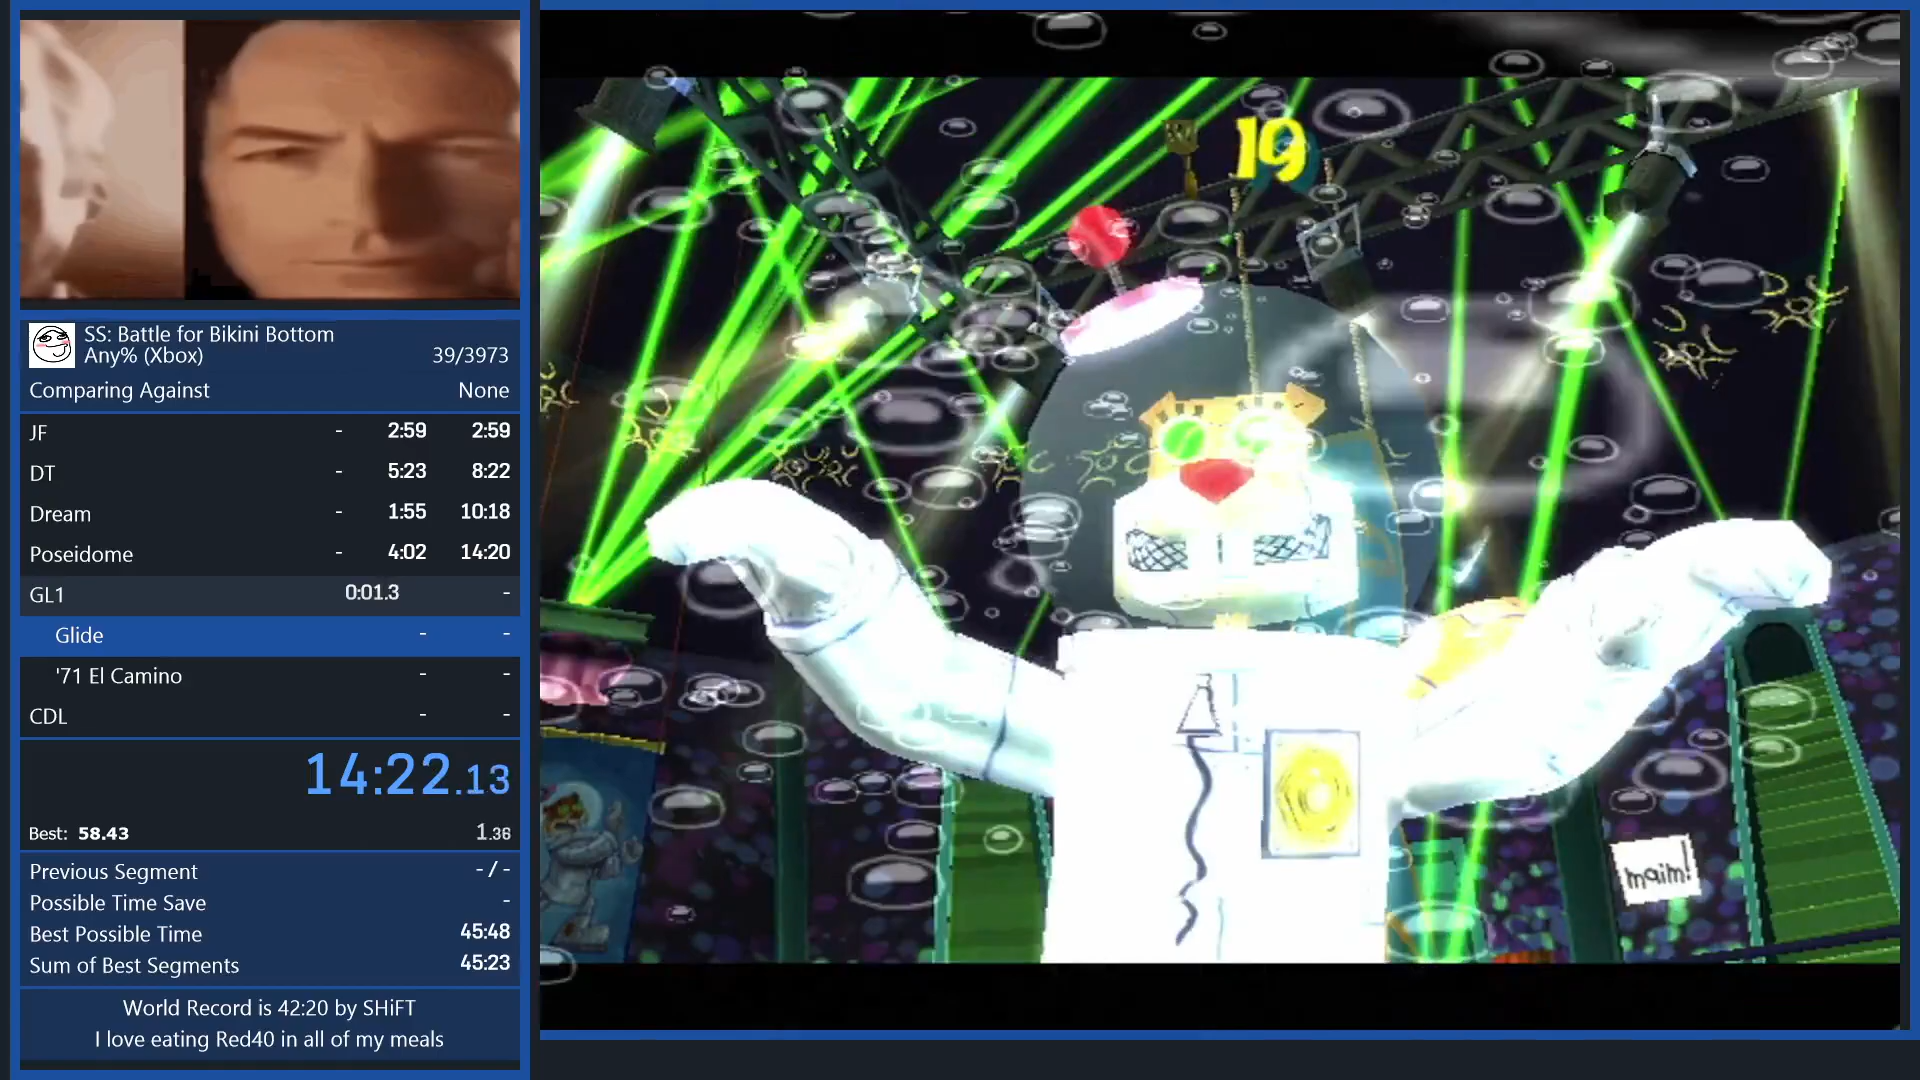 SS: Battle for Bikini Bottom
Any% (Xbox) 39/3973
Comparing Against None
JF - 2:59 2:59
DT - 5:23 8:22
Dream - 1:55 10:18
Poseidome - 4:02 14:20
GL1 0:01.3 -
Glide - -
'71 El Camino - -
CDL - -
14:22.13
Best: 58.43 1.36
Previous Segment - / -
Possible Time Save -
Best Possible Time 45:48
Sum of Best Segments 45:23
World Record is 42:20 by SHiFT
I love eating Red40 in all of my meals
19
maim!